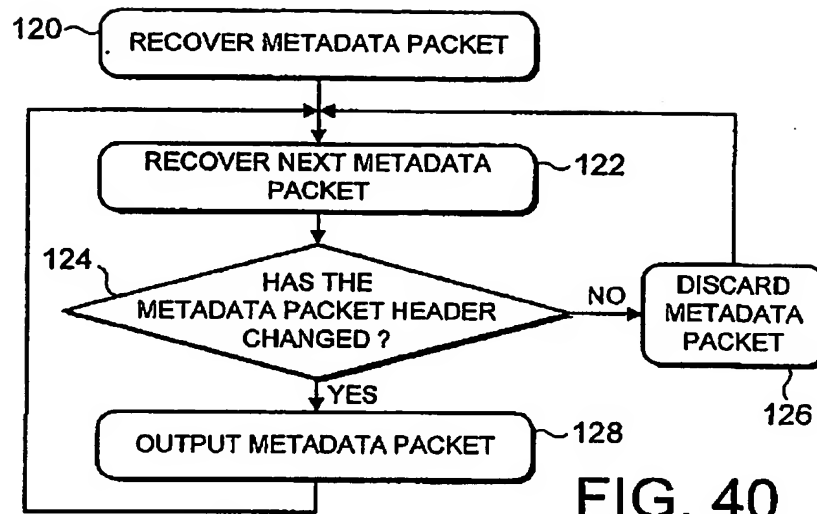 120
RECOVER METADATA PACKET
RECOVER NEXT METADATA
PACKET
122
124
HAS THE
METADATA PACKET HEADER
CHANGED ?
NO
DISCARD
METADATA
PACKET
126
YES
OUTPUT METADATA PACKET
128
FIG. 40